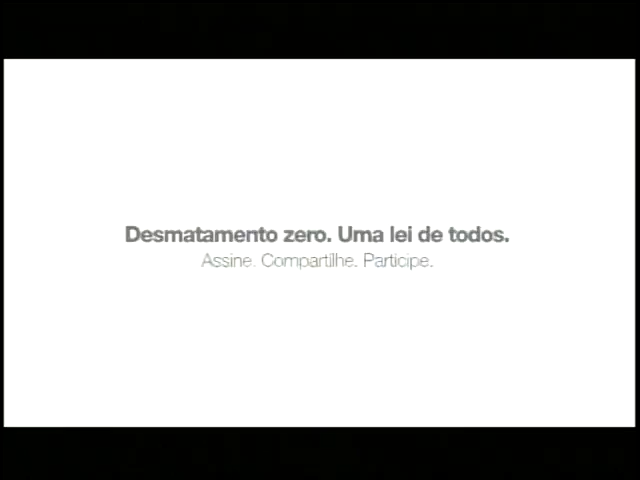 Desmatamento zero. Uma lei de todos.
Assine. Compartilhe. Participe.